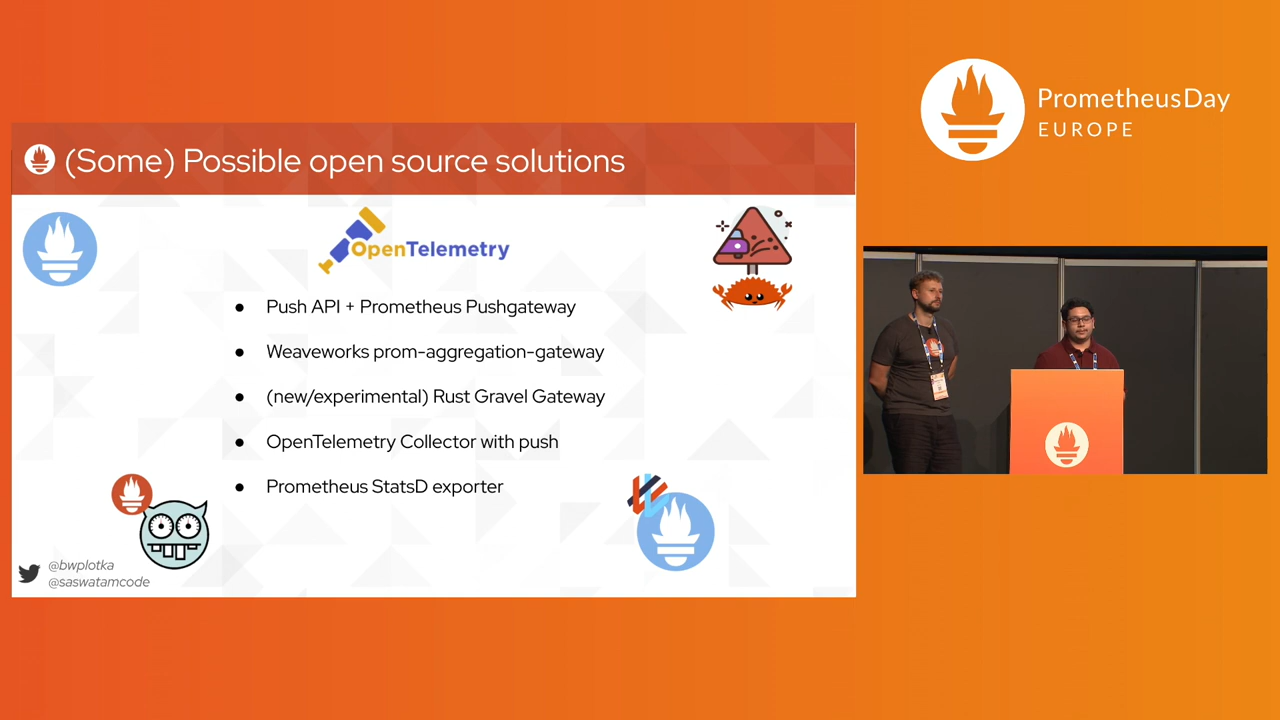 PrometheusDay
EUROPE
(Some) Possible open source solutions
OpenTelemetry
● Push API + Prometheus Pushgateway
● Weaveworks prom-aggregation-gateway
● (new/experimental) Rust Gravel Gateway
● OpenTelemetry Collector with push
● Prometheus StatsD exporter
@bwplotka
@saswatamcode